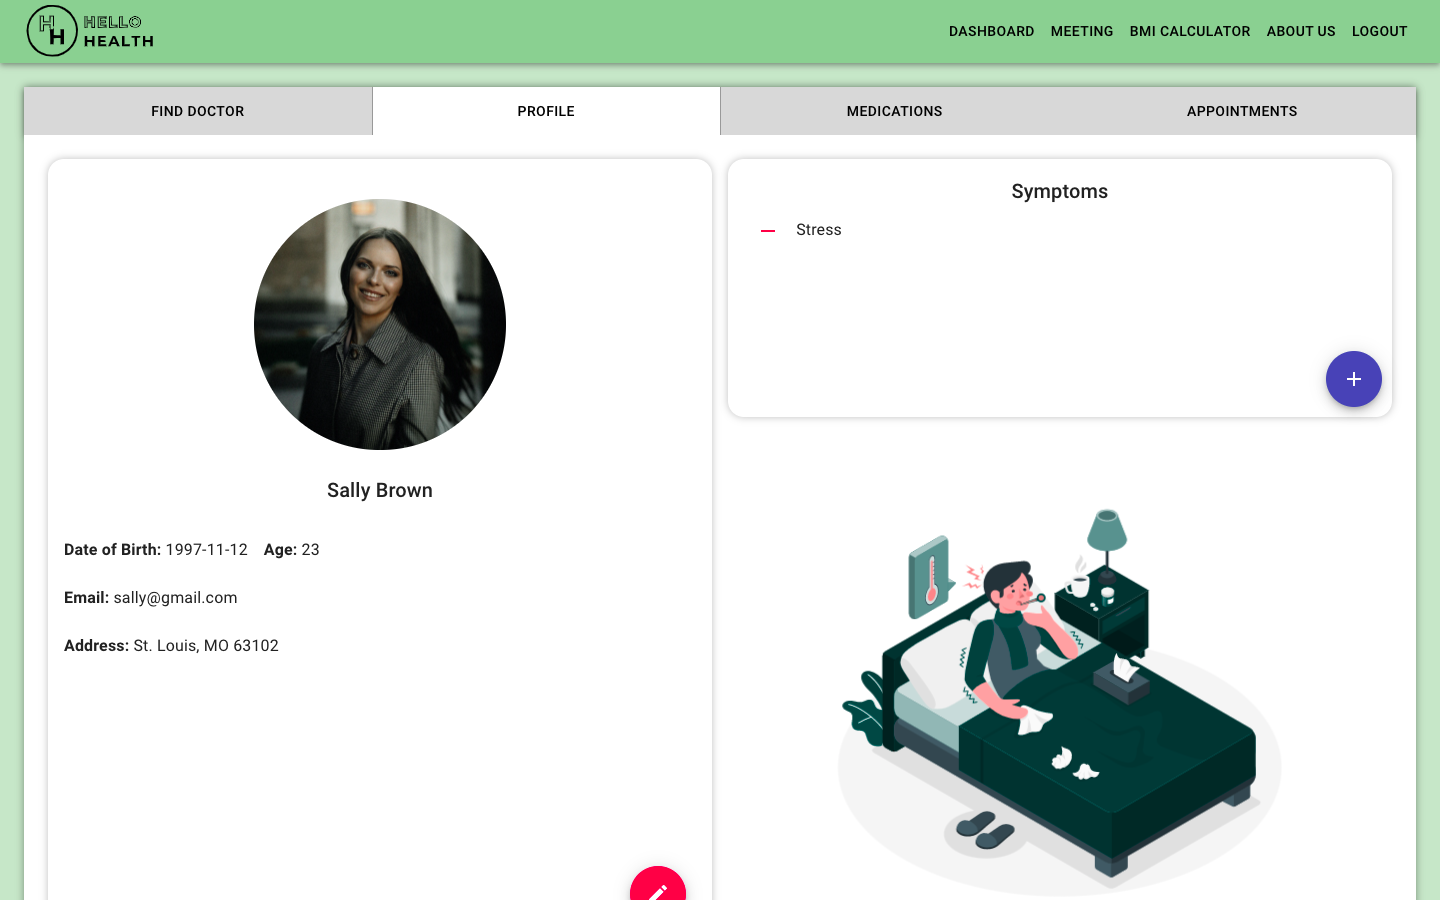 HELLO
HEALTH
DASHBOARD MEETING BMI CALCULATOR ABOUT US LOGOUT
FIND DOCTOR PROFILE MEDICATIONS APPOINTMENTS
Symptoms
Stress
Sally Brown
Date of Birth: 1997-11-12 Age: 23
Email: sally@gmail.com
Address: St. Louis, MO 63102